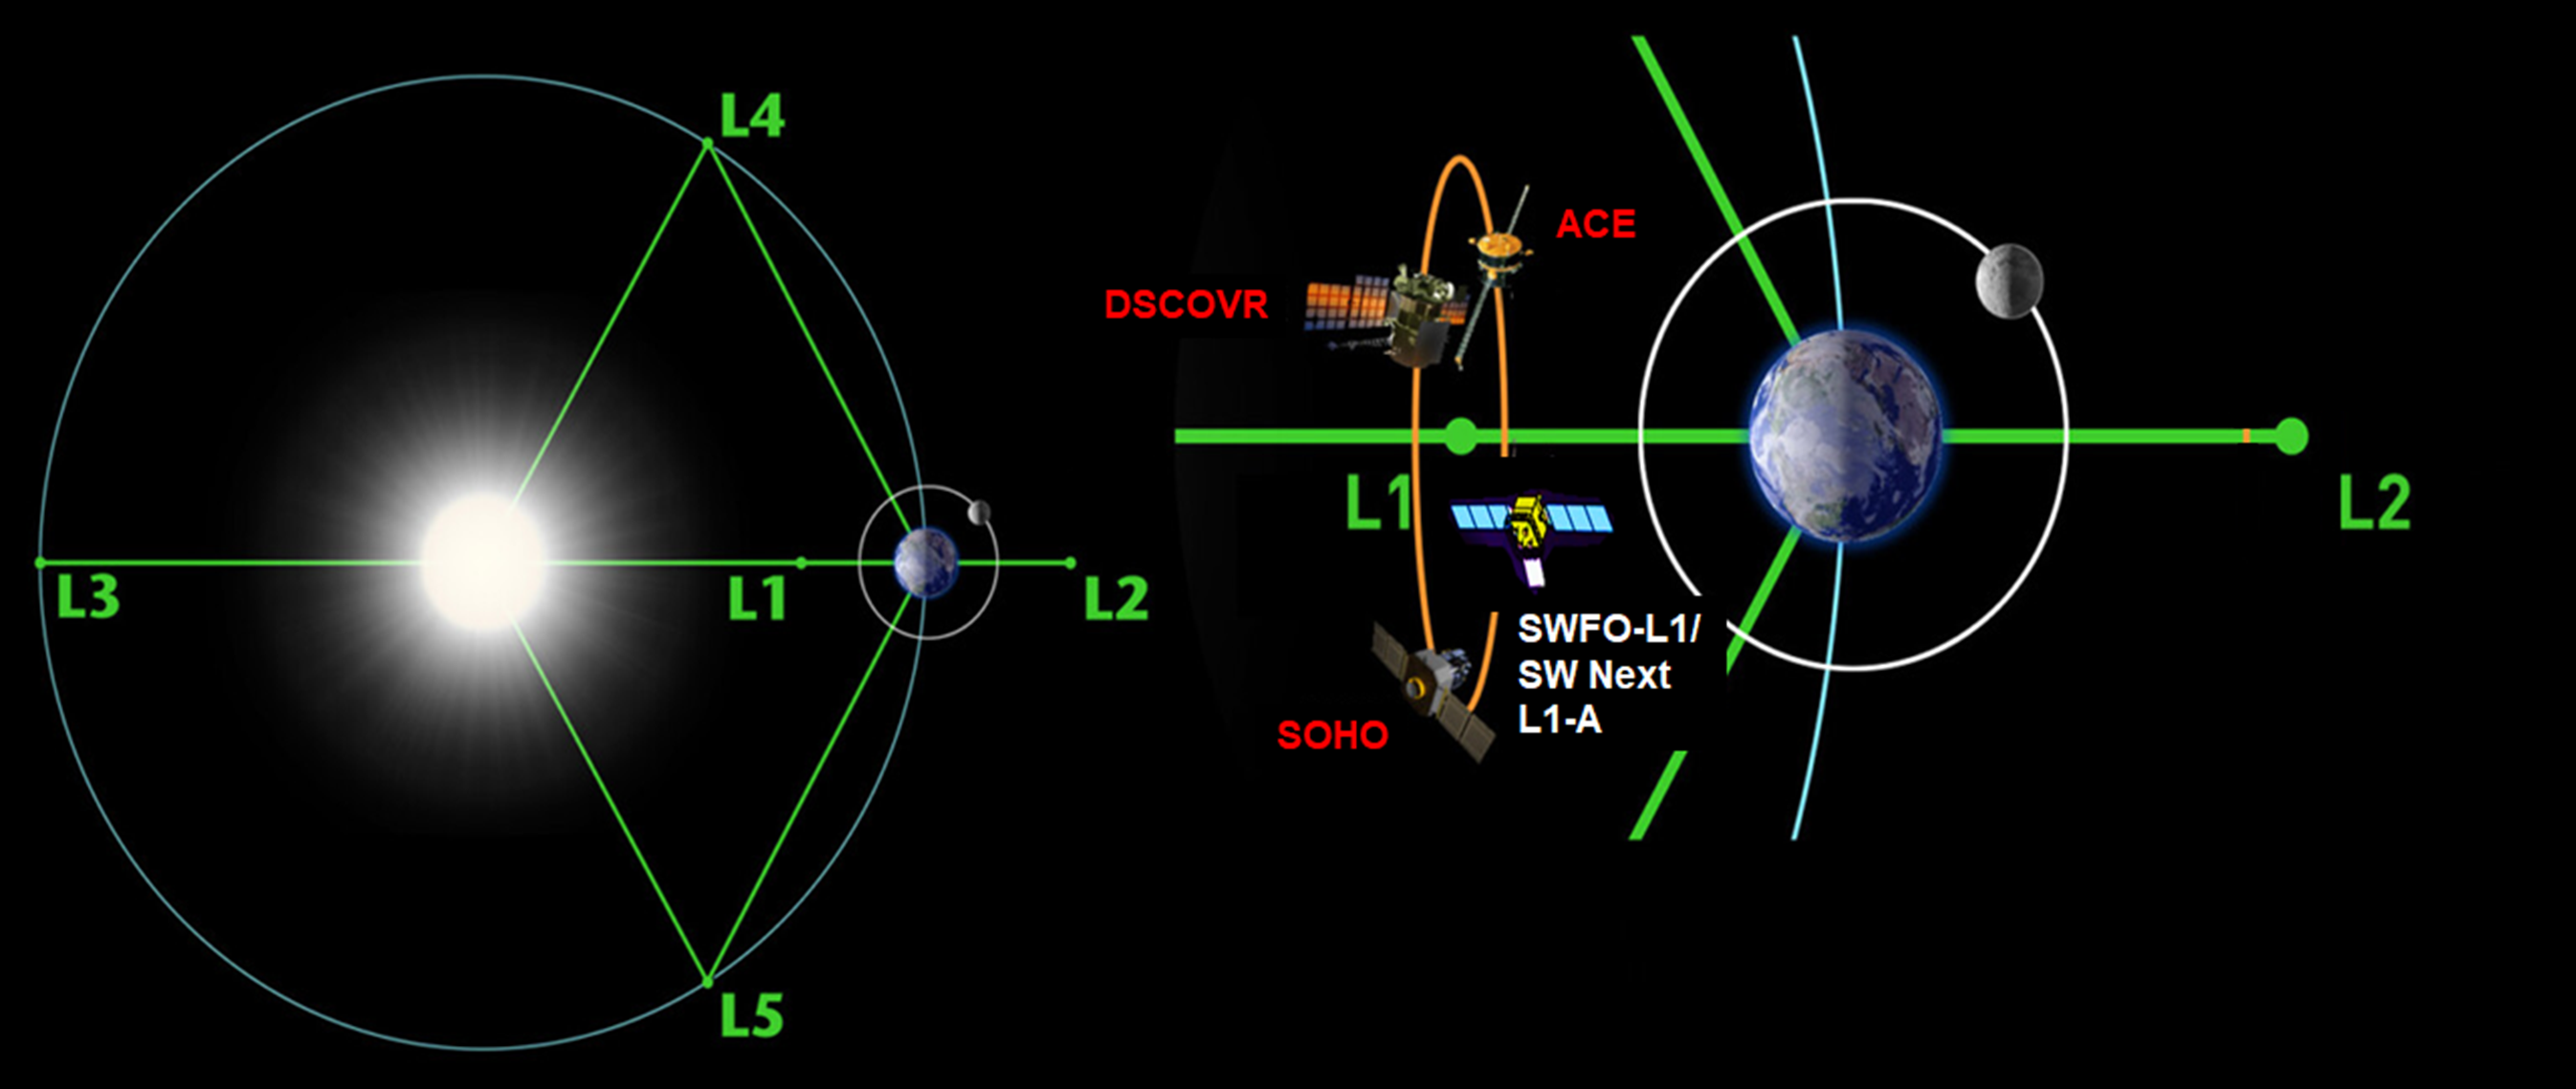 L4
L3
L1
L2
L5
ACE
DSCOVR
L1
L2
SWFO-L1/
SW Next
L1-A
SOHO